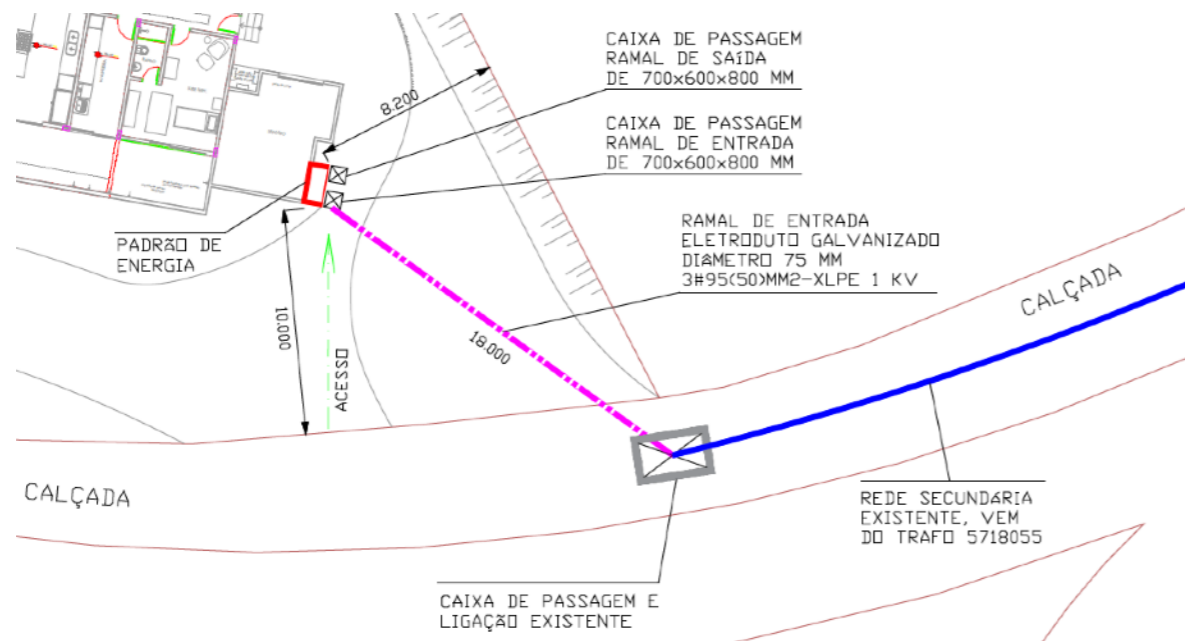 CAIXA DE PASSAGEM
RAMAL DE SAíDA
DE 700x600x800 MM
8.200
CAIXA DE PASSAGEM
RAMAL DE ENTRADA
DE 700x600x800 MM
PADRÃO DE
ENERGIA
RAMAL DE ENTRADA
ELETRODUTO GALVANIZADO
DIâMETRO 75 MM
3#95(50)MM2-XLPE 1 KV
CALÇADA
10.000
ACESSO
18.000
CALÇADA
REDE SECUNDáRIA
EXISTENTE, VEM
DO TRAFO 5718055
CAIXA DE PASSAGEM E
LIGAÇÃO EXISTENTE